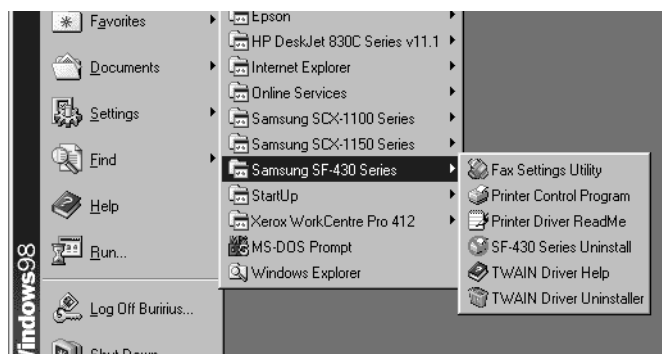 Favorites
Documents
Settings
Find
Help
Run...
Log Off Buririus...
Shut Down...
Windows98
Epson
HP DeskJet 830C Series v11.1
Internet Explorer
Online Services
Samsung SCX-1100 Series
Samsung SCX-1150 Series
Samsung SF-430 Series
StartUp
Xerox WorkCentre Pro 412
MS-DOS Prompt
Windows Explorer
Fax Settings Utility
Printer Control Program
Printer Driver ReadMe
SF-430 Series Uninstall
TWAIN Driver Help
TWAIN Driver Uninstaller